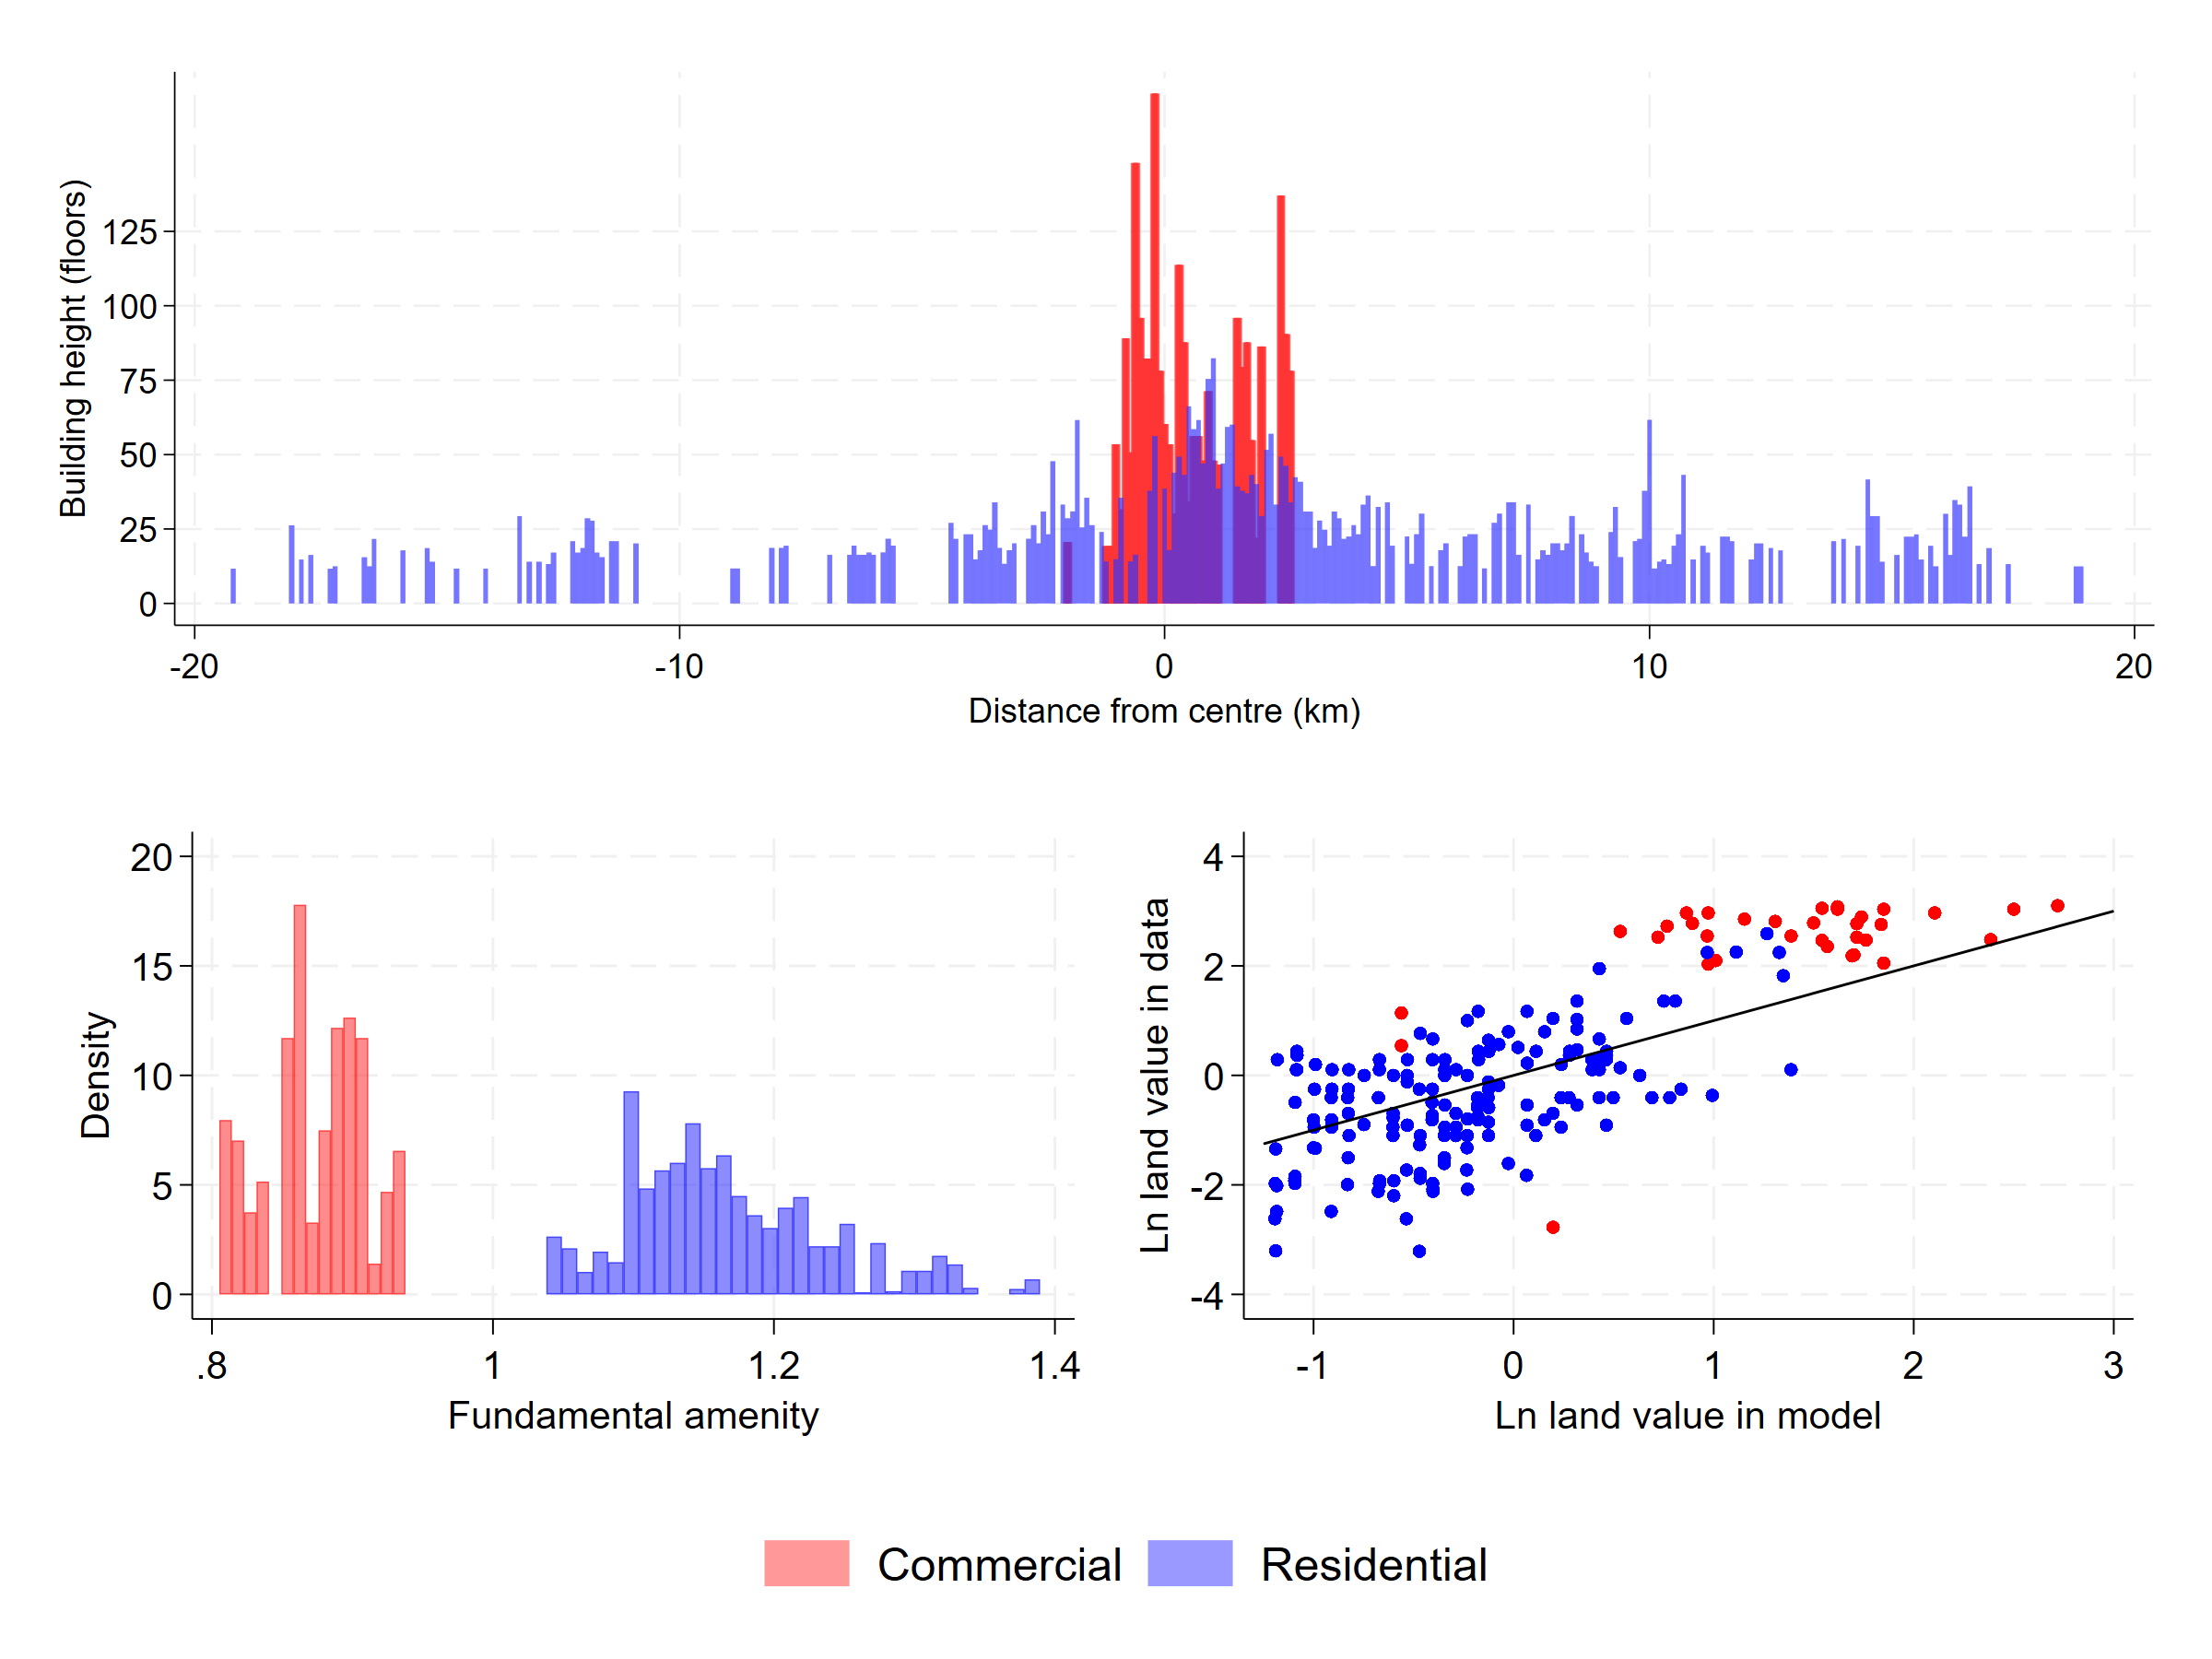 Building height (floors)
125
100
75
50
25
0
-20 -10 0 10 20
Distance from centre (km)
Density
20
15
10
5
0
.8 1 1.2 1.4
Fundamental amenity
Ln land value in data
4
2
0
-2
-4
-1 0 1 2 3
Ln land value in model
Commercial Residential